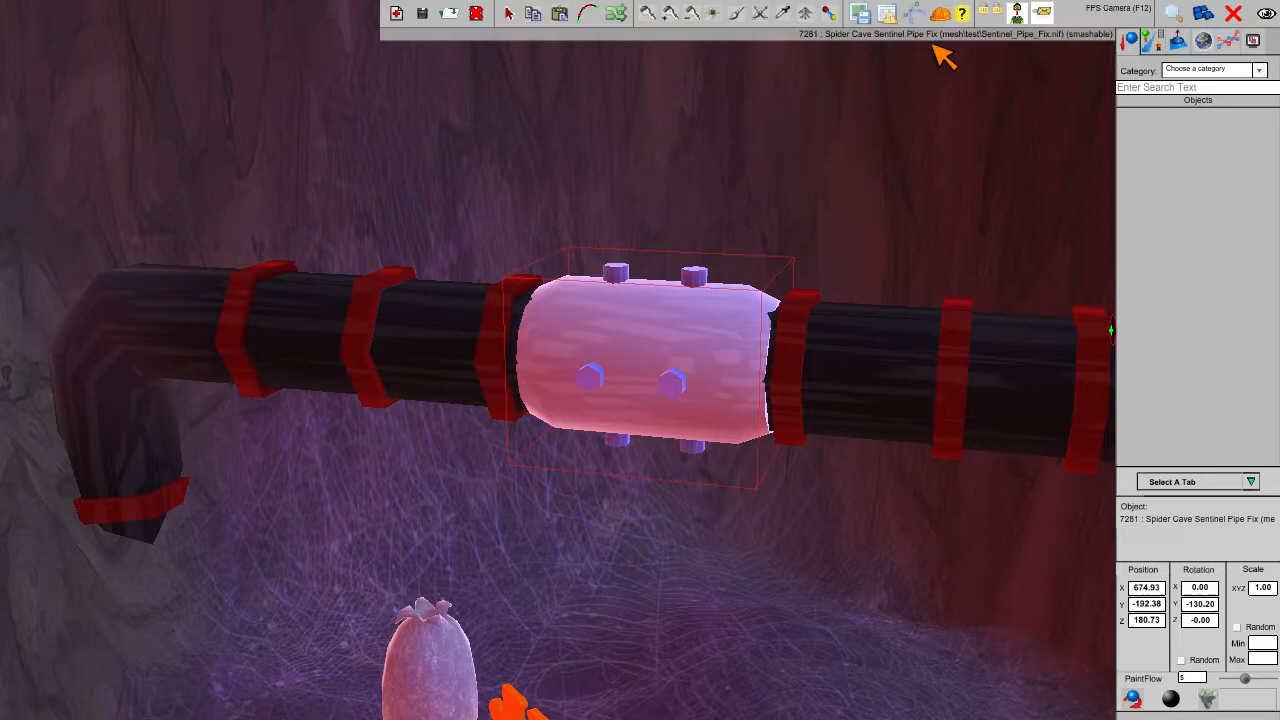 FPS Camera (F12)
7281 : Spider Cave Sentinel Pipe Fix (mesh\test\Sentinel_Pipe_Fix.nif) (smashable)
Category: Choose a category
Enter Search Text
Objects
Select A Tab
Object:
7281 : Spider Cave Sentinel Pipe Fix (me
Position Rotation Scale
X 674.93 X 0.00 XYZ 1.00
Y -192.38 Y -130.20
Z 180.73 Z -0.00
Random
Min
Random Max
PaintFlow 5